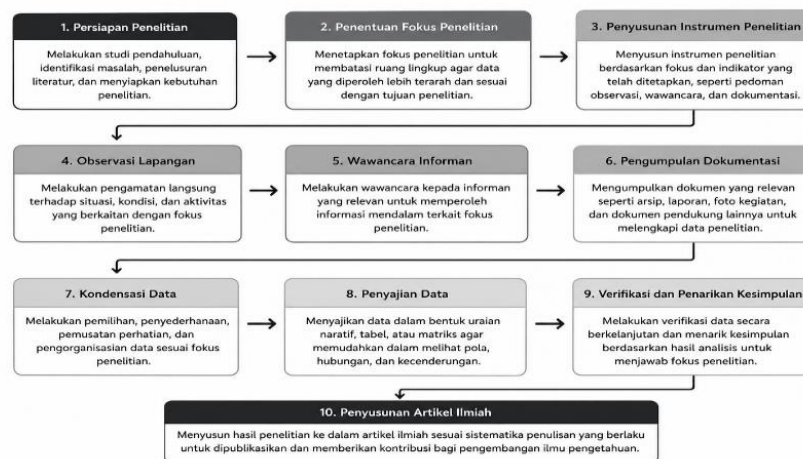 1. Persiapan Penelitian
Melakukan studi pendahuluan,
identifikasi masalah, penelusuran
literatur, dan menyiapkan kebutuhan
penelitian.
2. Penentuan Fokus Penelitian
Menetapkan fokus penelitian untuk
membatasi ruang lingkup agar data
yang diperoleh lebih terarah dan sesuai
dengan tujuan penelitian.
3. Penyusunan Instrumen Penelitian
Menyusun instrumen penelitian
berdasarkan fokus dan indikator yang
telah ditetapkan, seperti pedoman
observasi, wawancara, dan dokumentasi.
4. Observasi Lapangan
Melakukan pengamatan langsung
terhadap situasi, kondisi, dan aktivitas
yang berkaitan dengan fokus
penelitian.
5. Wawancara Informan
Melakukan wawancara kepada informan
yang relevan untuk memperoleh
informasi mendalam terkait fokus
penelitian.
6. Pengumpulan Dokumentasi
Mengumpulkan dokumen yang relevan
seperti arsip, laporan, foto kegiatan,
dan dokumen pendukung lainnya untuk
melengkapi data penelitian.
7. Kondensasi Data
Melakukan pemilihan, penyederhanaan,
pemusatan perhatian, dan
pengorganisasian data sesuai fokus
penelitian.
8. Penyajian Data
Menyajikan data dalam bentuk uraian
naratif, tabel, atau matriks agar
memudahkan dalam melihat pola,
hubungan, dan kecenderungan.
9. Verifikasi dan Penarikan Kesimpulan
Melakukan verifikasi data secara
berkelanjutan dan menarik kesimpulan
berdasarkan hasil analisis untuk
menjawab fokus penelitian.
10. Penyusunan Artikel Ilmiah
Menyusun hasil penelitian ke dalam artikel ilmiah sesuai sistematika penulisan yang berlaku
untuk dipublikasikan dan memberikan kontribusi bagi pengembangan ilmu pengetahuan.